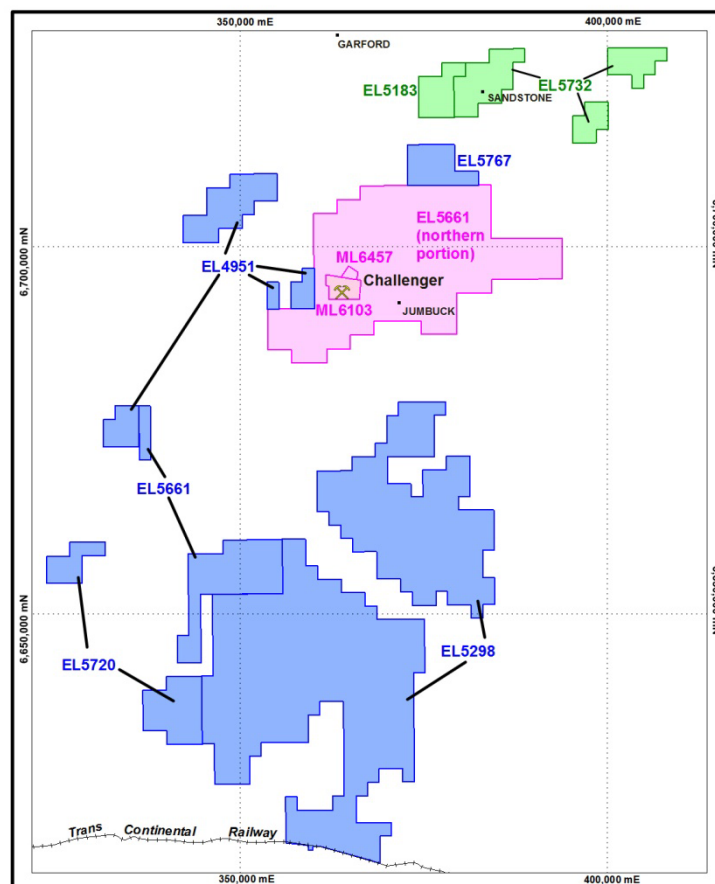 350,000 mE
400,000 mE
GARFORD
EL5183
EL5732
SANDSTONE
EL5767
EL5661
(northern
portion)
6,700,000 mN
EL4951
ML6457
Challenger
ML6103
JUMBUCK
EL5661
6,650,000 mN
EL5720
EL5298
Trans Continental Railway
350,000 mE
400,000 mE